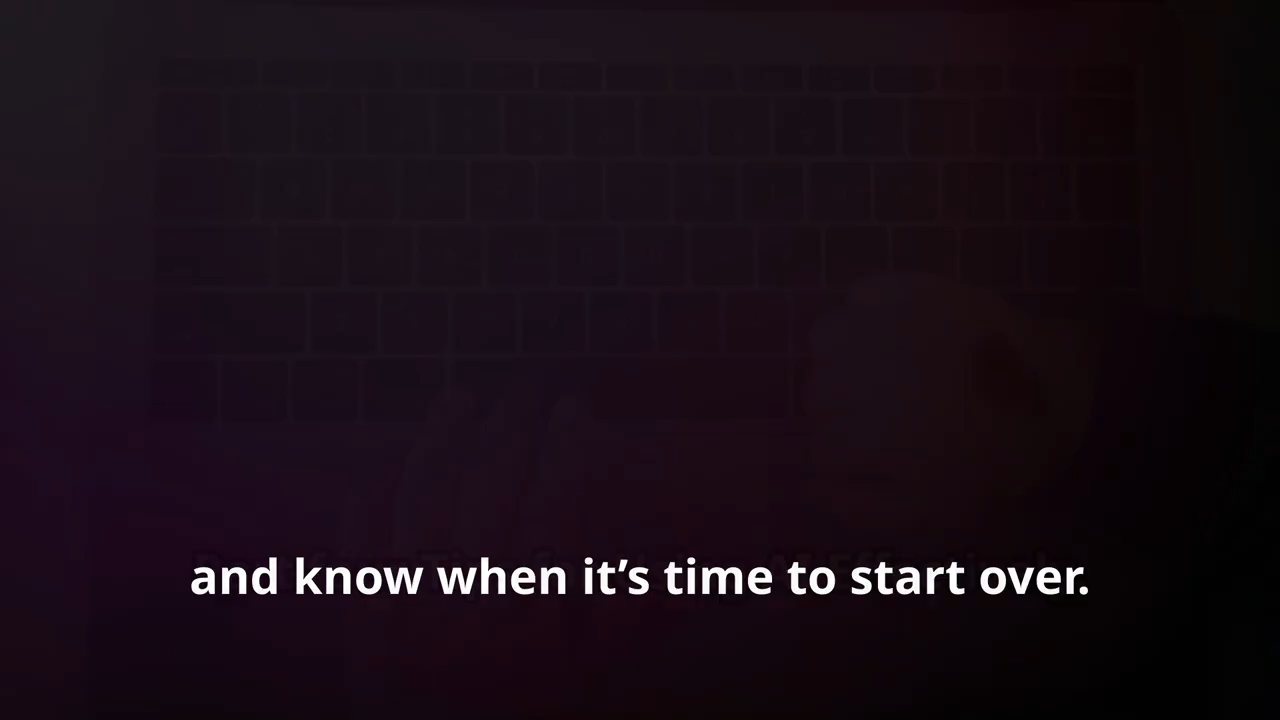 and know when it’s time to start over.